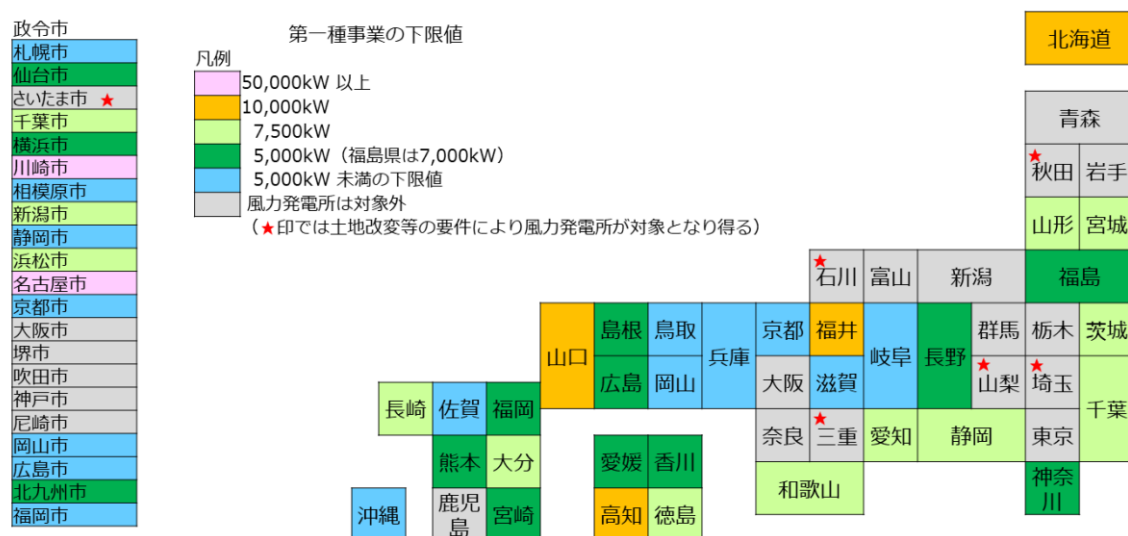 政令市
札幌市
仙台市
さいたま市 ★
千葉市
横浜市
川崎市
相模原市
新潟市
静岡市
浜松市
名古屋市
京都市
大阪市
堺市
吹田市
神戸市
尼崎市
岡山市
広島市
北九州市
福岡市
第一種事業の下限値
凡例
50,000kW 以上
10,000kW
7,500kW
5,000kW（福島県は7,000kW）
5,000kW 未満の下限値
風力発電所は対象外
（★印では土地改変等の要件により風力発電所が対象となり得る）
北海道
青森
★秋田 岩手
山形 宮城
★石川 富山 新潟 福島
山口 島根 鳥取 兵庫 京都 福井 岐阜 長野 群馬 栃木 茨城
広島 岡山 大阪 滋賀 ★山梨 ★埼玉 千葉
長崎 佐賀 福岡 奈良 ★三重 愛知 静岡 東京
熊本 大分 愛媛 香川 和歌山 神奈川
沖縄 鹿児島 宮崎 高知 徳島